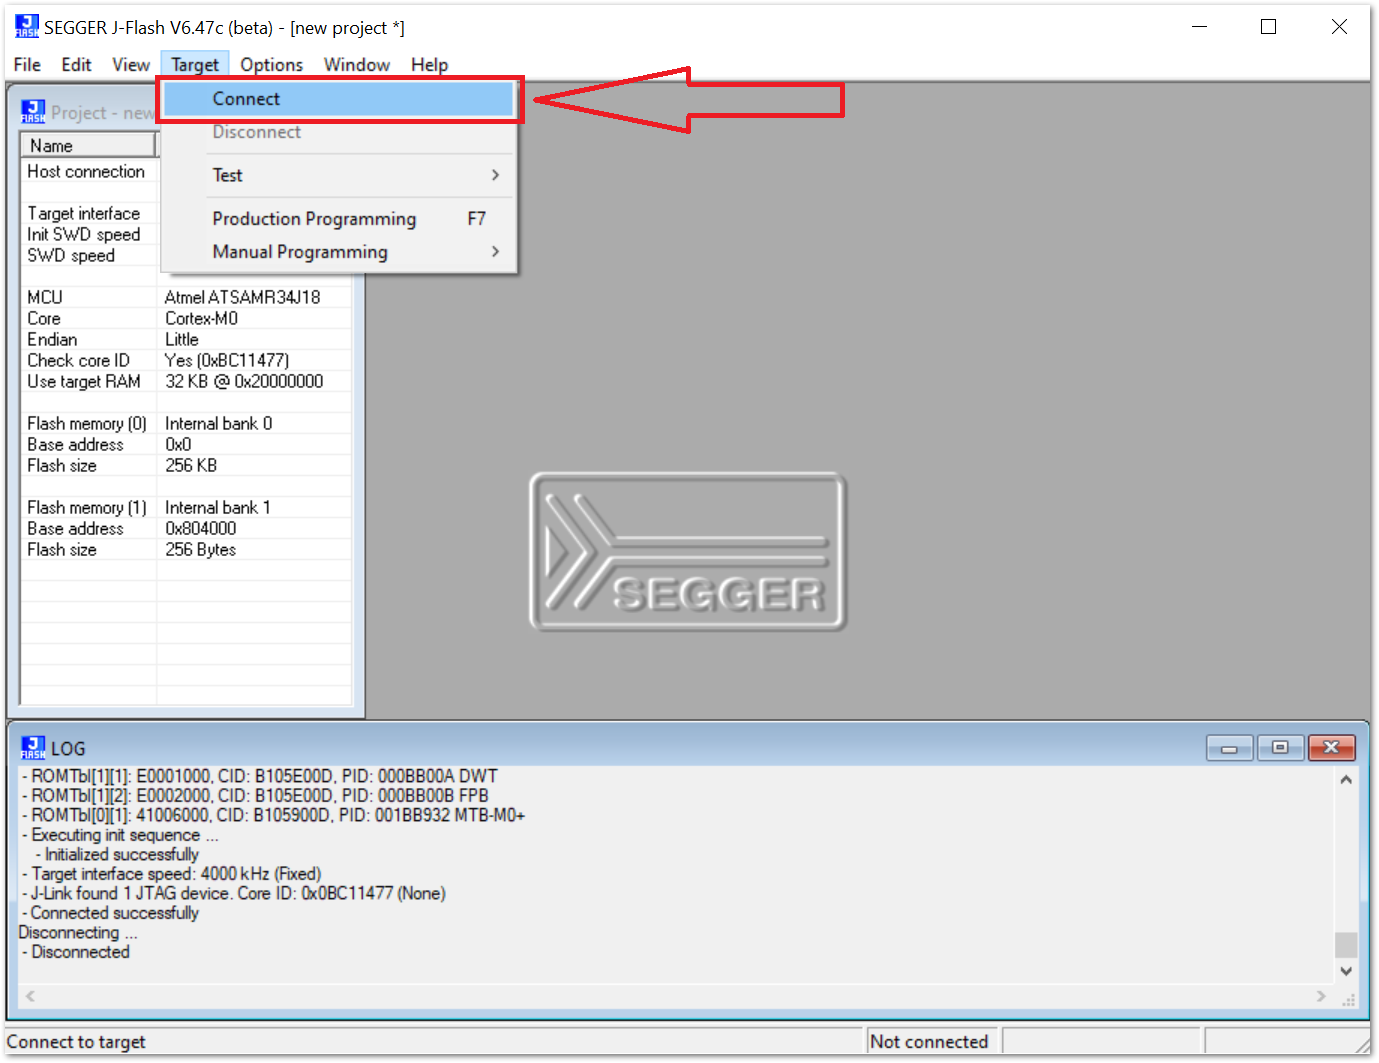 SEGGER J-Flash V6.47c (beta) - [new project *]
File Edit View Target Options Window Help
Connect
Disconnect
Test
Production Programming F7
Manual Programming
Project - new
Name
Host connection
Target interface
Init SWD speed
SWD speed
MCU Atmel ATSAMR34J18
Core Cortex-M0
Endian Little
Check core ID Yes (0xBC11477)
Use target RAM 32 KB @ 0x20000000
Flash memory (0) Internal bank 0
Base address 0x0
Flash size 256 KB
Flash memory (1) Internal bank 1
Base address 0x804000
Flash size 256 Bytes
SEGGER
LOG
- ROMTbl[1][1]: E0001000, CID: B105E00D, PID: 000BB00A DWT
- ROMTbl[1][2]: E0002000, CID: B105E00D, PID: 000BB00B FPB
- ROMTbl[0][1]: 41006000, CID: B105900D, PID: 001BB932 MTB-M0+
- Executing init sequence ...
- Initialized successfully
- Target interface speed: 4000 kHz (Fixed)
- J-Link found 1 JTAG device. Core ID: 0x0BC11477 (None)
- Connected successfully
Disconnecting ...
- Disconnected
Connect to target
Not connected